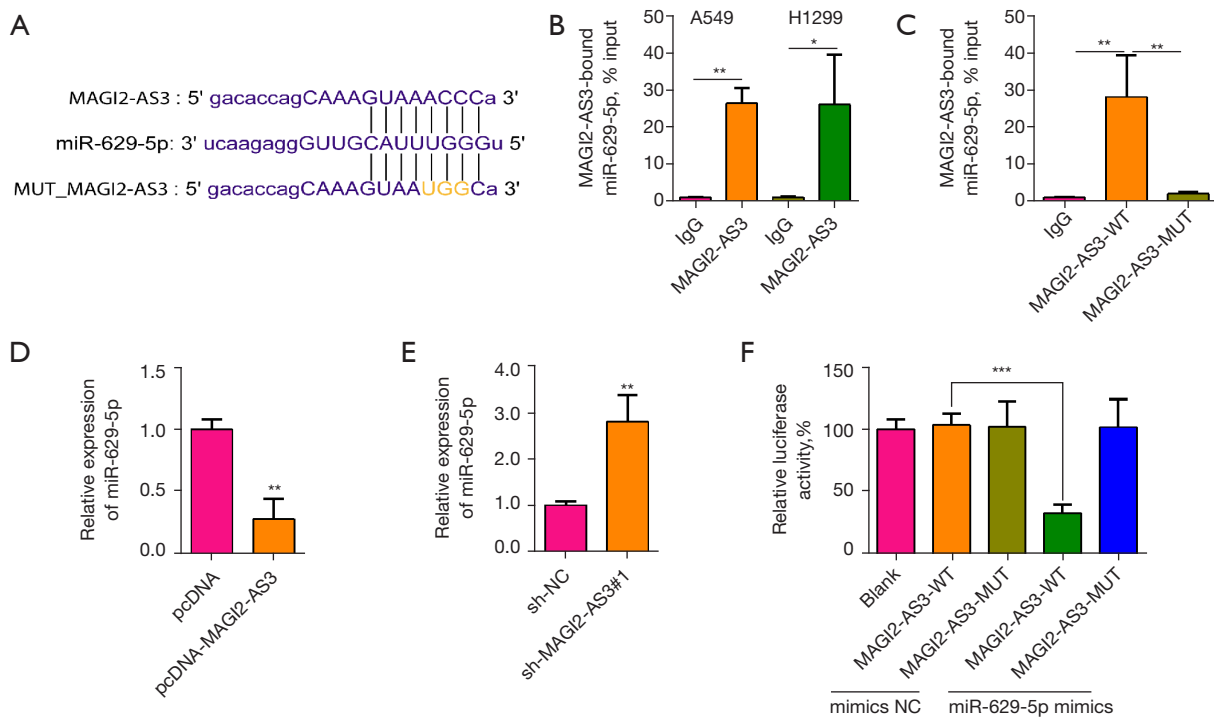 A
MAGI2-AS3 : 5' gacaccagCAAAGUAAACCCa 3'
miR-629-5p: 3' ucaagaggGUUGCAUUUGGGu 5'
MUT_MAGI2-AS3 : 5' gacaccagCAAAGUAAUGGCa 3'
B
MAGI2-AS3-bound
miR-629-5p, % input
50
40
30
20
10
0
A549
H1299
**
*
IgG
MAGI2-AS3
IgG
MAGI2-AS3
C
MAGI2-AS3-bound
miR-629-5p, % input
50
40
30
20
10
0
**
**
IgG
MAGI2-AS3-WT
MAGI2-AS3-MUT
D
Relative expression
of miR-629-5p
1.5
1.0
0.5
0.0
**
pcDNA
pcDNA-MAGI2-AS3
E
Relative expression
of miR-629-5p
4.0
3.0
2.0
1.0
0.0
**
sh-NC
sh-MAGI2-AS3#1
F
Relative luciferase
activity,%
150
100
50
0
***
Blank
MAGI2-AS3-WT
MAGI2-AS3-MUT
MAGI2-AS3-WT
MAGI2-AS3-MUT
mimics NC
miR-629-5p mimics